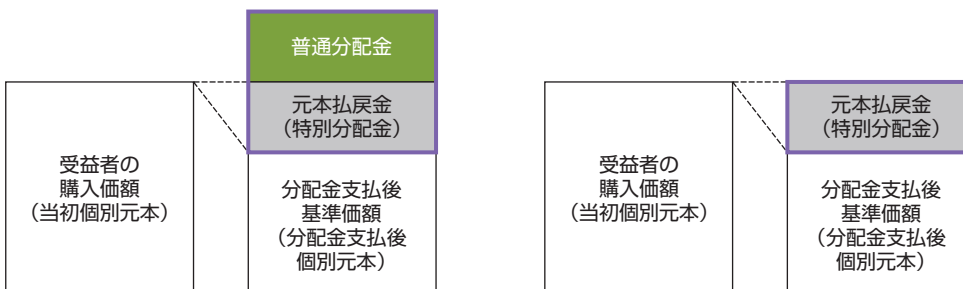 普通分配金
元本払戻金
（特別分配金）
受益者の
購入価額
（当初個別元本）
分配金支払後
基準価額
（分配金支払後
個別元本）
元本払戻金
（特別分配金）
受益者の
購入価額
（当初個別元本）
分配金支払後
基準価額
（分配金支払後
個別元本）